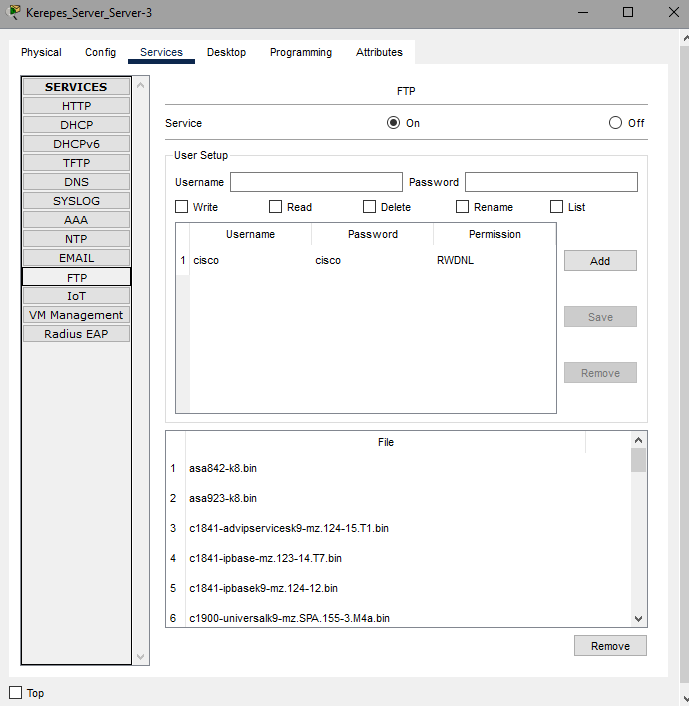 Kerepes_Server_Server-3
Physical Config Services Desktop Programming Attributes
SERVICES
HTTP
DHCP
DHCPv6
TFTP
DNS
SYSLOG
AAA
NTP
EMAIL
FTP
IoT
VM Management
Radius EAP
FTP
Service On Off
User Setup
Username Password
Write Read Delete Rename List
Username Password Permission
1 cisco cisco RWDNL
Add
Save
Remove
File
1 asa842-k8.bin
2 asa923-k8.bin
3 c1841-advipservicesk9-mz.124-15.T1.bin
4 c1841-ipbase-mz.123-14.T7.bin
5 c1841-ipbasek9-mz.124-12.bin
6 c1900-universalk9-mz.SPA.155-3.M4a.bin
Remove
Top